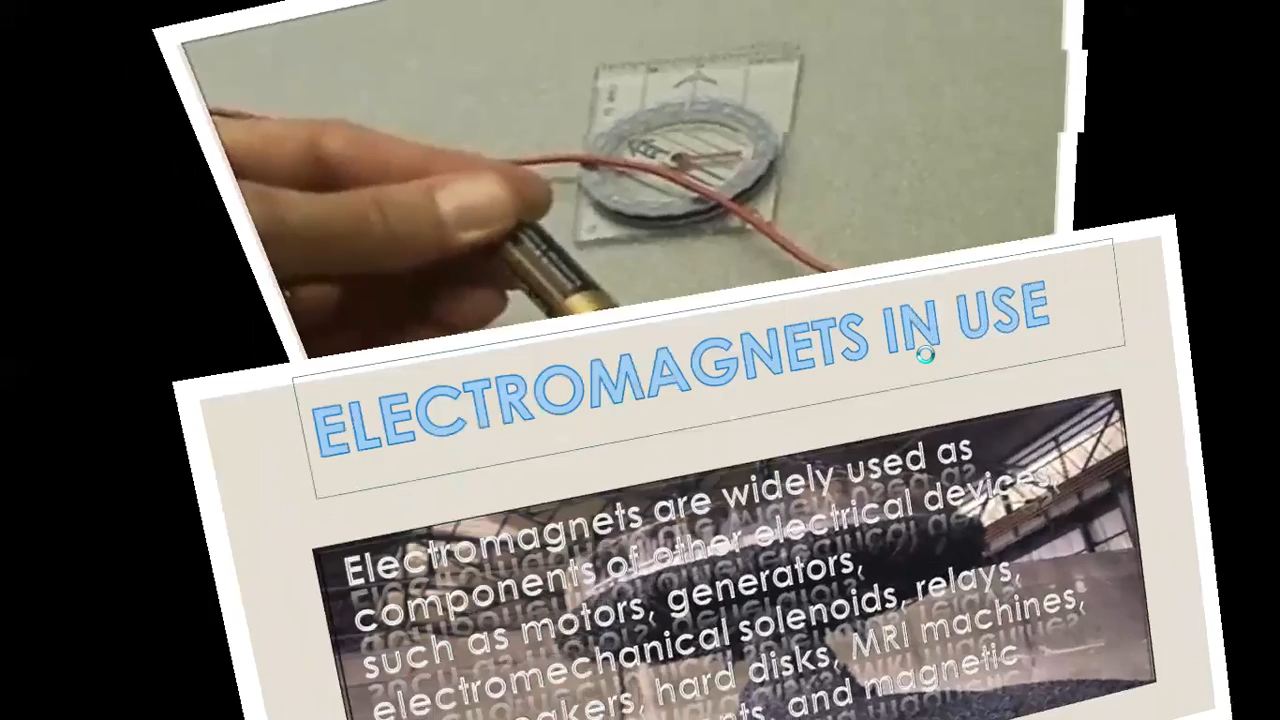 ELECTROMAGNETS IN USE
Electromagnets are widely used as
components of other electrical devices,
such as motors, generators,
electromechanical solenoids, relays,
hard disks, MRI machines,
and magnetic